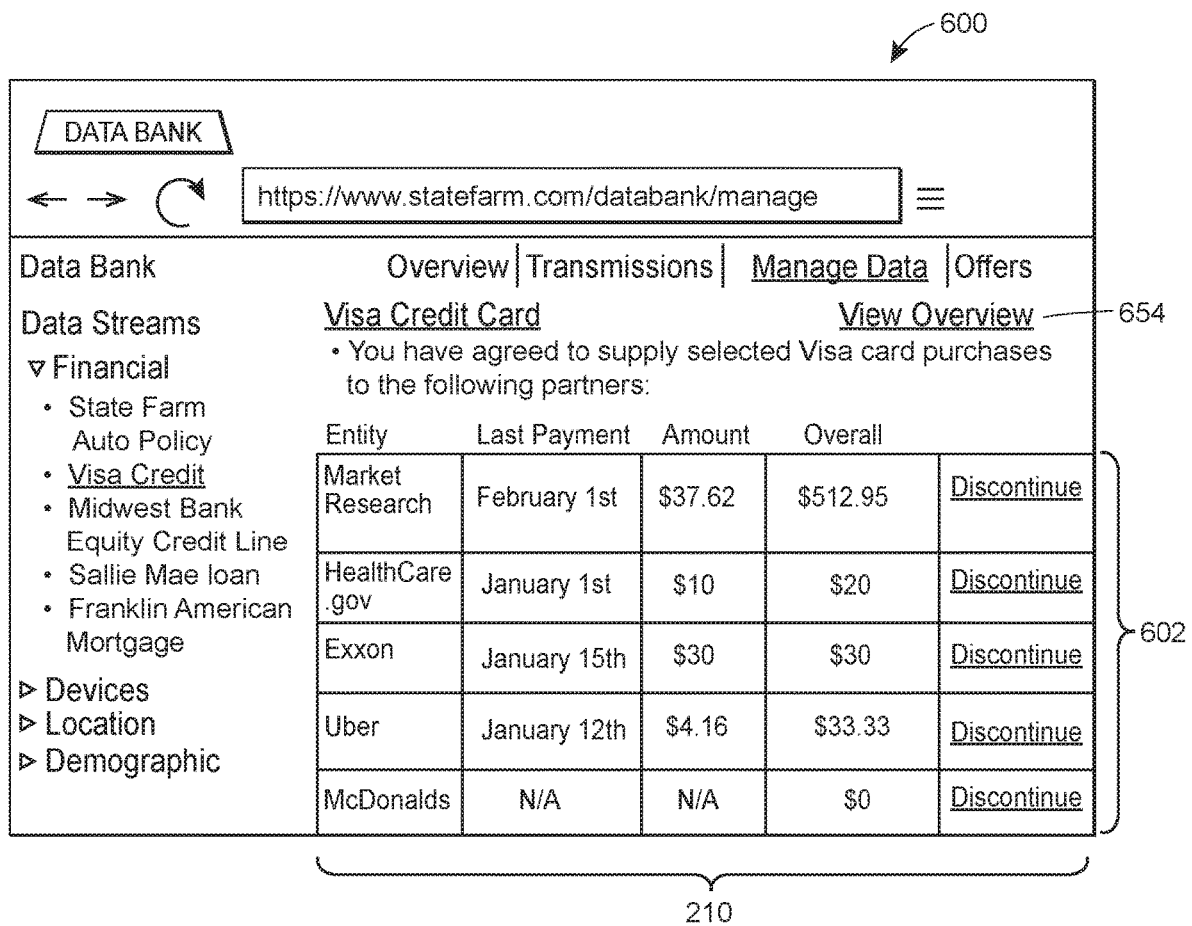 600
DATA BANK
https://www.statefarm.com/databank/manage
Data Bank
Overview Transmissions Manage Data Offers
Data Streams
Financial
• State Farm
Auto Policy
• Visa Credit
• Midwest Bank
Equity Credit Line
• Sallie Mae loan
• Franklin American
Mortgage
Devices
Location
Demographic
Visa Credit Card
View Overview
654
• You have agreed to supply selected Visa card purchases
to the following partners:
Entity Last Payment Amount Overall
Market
Research
February 1st $37.62 $512.95 Discontinue
HealthCare
.gov
January 1st $10 $20 Discontinue
Exxon January 15th $30 $30 Discontinue
Uber January 12th $4.16 $33.33 Discontinue
McDonalds N/A N/A $0 Discontinue
602
210